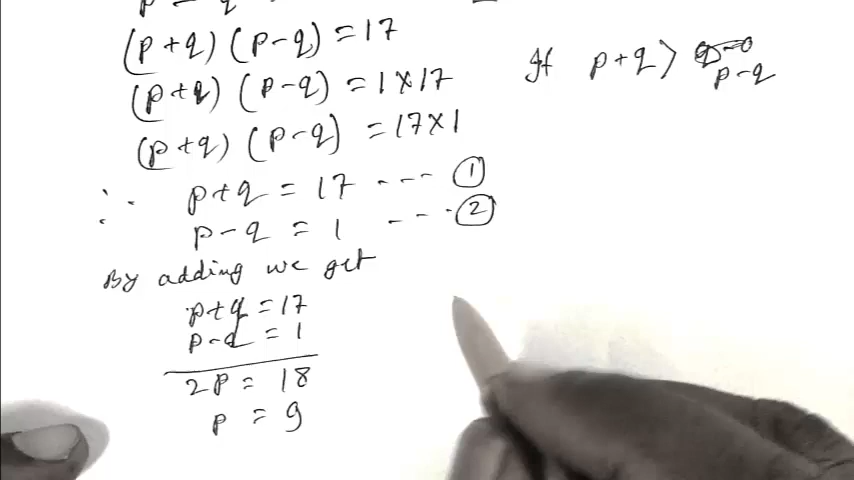 (p+q) (p-q) = 17
(p+q) (p-q) = 1×17
(p+q) (p-q) = 17×1
∴ p+q = 17 --- ①
p-q = 1 --- ②
By adding we get
p+q = 17
p-q = 1
2p = 18
p = 9
If p+q >
p-q